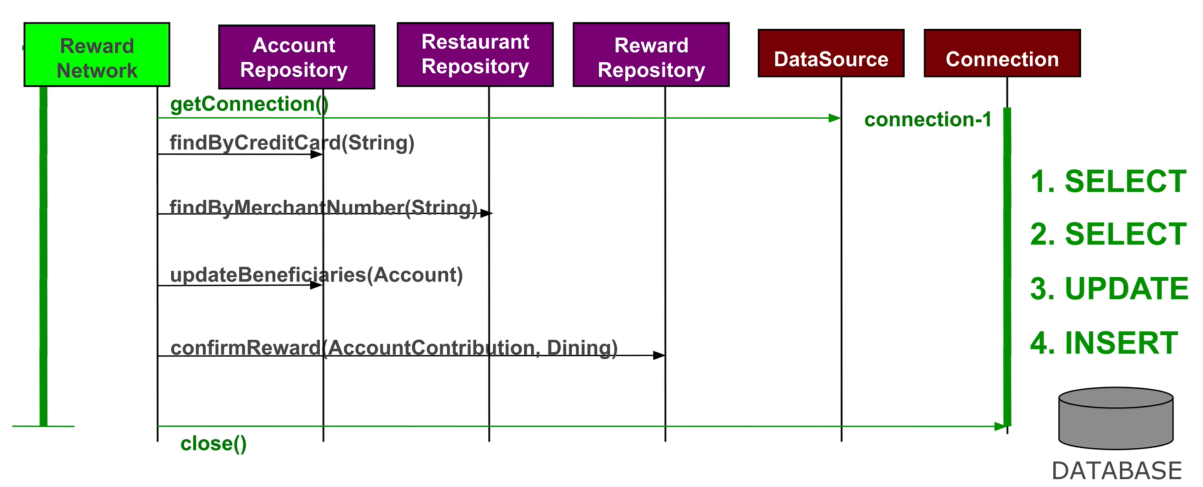 Reward
Network
Account
Repository
Restaurant
Repository
Reward
Repository
DataSource
Connection
getConnection()
connection-1
findByCreditCard(String)
1. SELECT
findByMerchantNumber(String)
2. SELECT
updateBeneficiaries(Account)
3. UPDATE
confirmReward(AccountContribution, Dining)
4. INSERT
close()
DATABASE